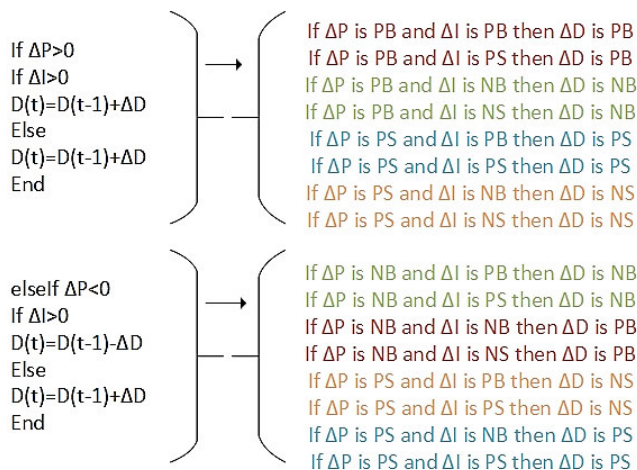 If ΔP>0
If ΔI>0
D(t)=D(t-1)+ΔD
Else
D(t)=D(t-1)+ΔD
End
If ΔP is PB and ΔI is PB then ΔD is PB
If ΔP is PB and ΔI is PS then ΔD is PB
If ΔP is PB and ΔI is NB then ΔD is NB
If ΔP is PB and ΔI is NS then ΔD is NB
If ΔP is PS and ΔI is PB then ΔD is PS
If ΔP is PS and ΔI is PS then ΔD is PS
If ΔP is PS and ΔI is NB then ΔD is NS
If ΔP is PS and ΔI is NS then ΔD is NS
elseIf ΔP<0
If ΔI>0
D(t)=D(t-1)-ΔD
Else
D(t)=D(t-1)+ΔD
End
If ΔP is NB and ΔI is PB then ΔD is NB
If ΔP is NB and ΔI is PS then ΔD is NB
If ΔP is NB and ΔI is NB then ΔD is PB
If ΔP is NB and ΔI is NS then ΔD is PB
If ΔP is PS and ΔI is PB then ΔD is NS
If ΔP is PS and ΔI is PS then ΔD is NS
If ΔP is PS and ΔI is NB then ΔD is PS
If ΔP is PS and ΔI is PS then ΔD is PS